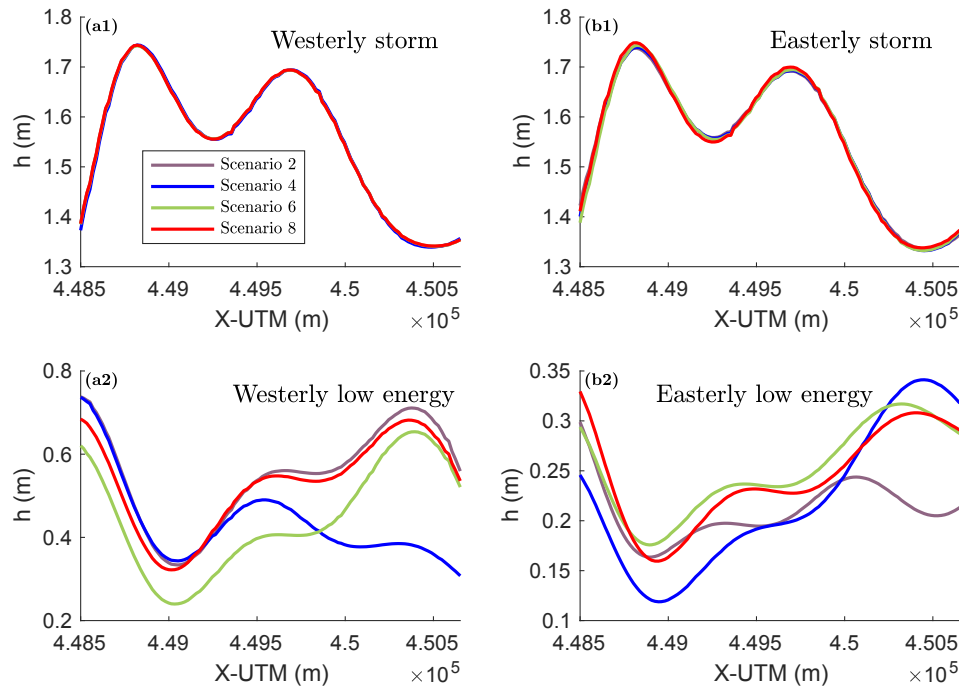 (a1)
Westerly storm
1.8
1.7
1.6
1.5
1.4
1.3
h (m)
Scenario 2
Scenario 4
Scenario 6
Scenario 8
4.485
4.49
4.495
4.5
4.505
X-UTM (m)
×10^5
(b1)
Easterly storm
1.8
1.7
1.6
1.5
1.4
1.3
h (m)
4.485
4.49
4.495
4.5
4.505
X-UTM (m)
×10^5
(a2)
Westerly low energy
0.8
0.6
0.4
0.2
h (m)
4.485
4.49
4.495
4.5
4.505
X-UTM (m)
×10^5
(b2)
Easterly low energy
0.35
0.3
0.25
0.2
0.15
0.1
h (m)
4.485
4.49
4.495
4.5
4.505
X-UTM (m)
×10^5